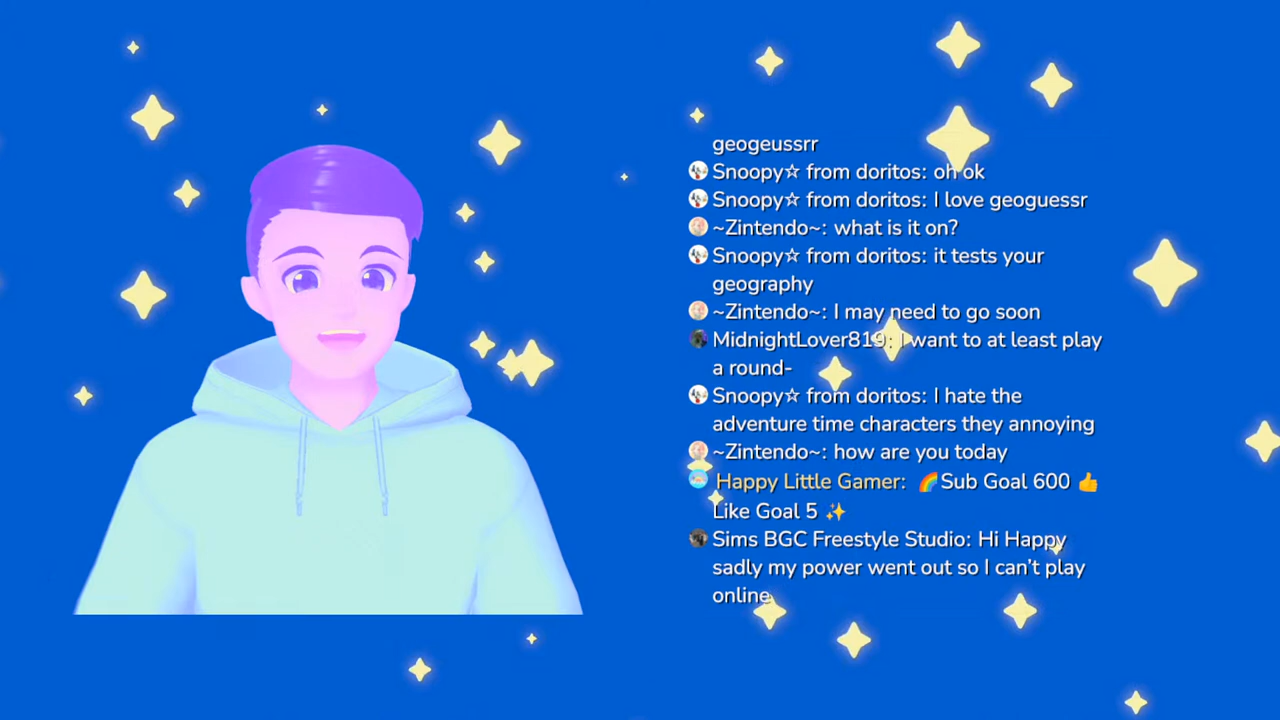 geogeussrr
Snoopy☆ from doritos: oh ok
Snoopy☆ from doritos: I love geoguessr
~Zintendo~: what is it on?
Snoopy☆ from doritos: it tests your
geography
~Zintendo~: I may need to go soon
MidnightLover819: I want to at least play
a round-
Snoopy☆ from doritos: I hate the
adventure time characters they annoying
~Zintendo~: how are you today
Happy Little Gamer: 🌈Sub Goal 600 👍
Like Goal 5 ✨
Sims BGC Freestyle Studio: Hi Happy
sadly my power went out so I can't play
online